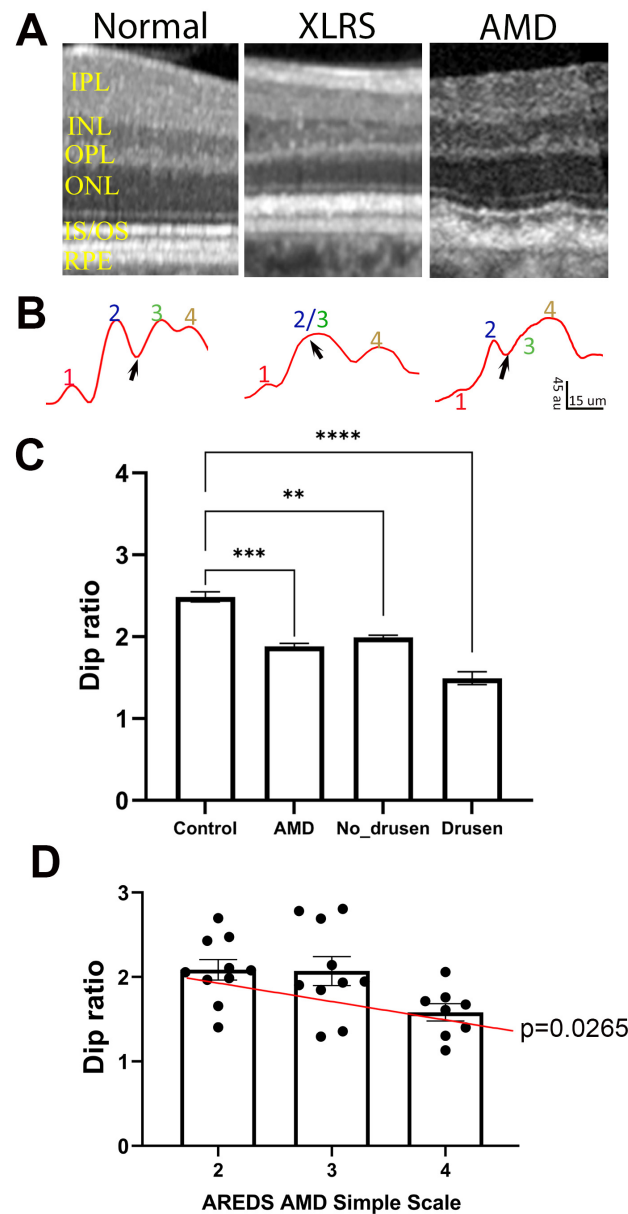 A
Normal XLRS AMD
IPL
INL
OPL
ONL
IS/OS
RPE
B
1 2 3 4
2/3
1 4
1 2 3 4
45 au
15 um
C
****
**
***
Dip ratio
4
3
2
1
0
Control AMD No_drusen Drusen
D
Dip ratio
3
2
1
0
p=0.0265
2 3 4
AREDS AMD Simple Scale